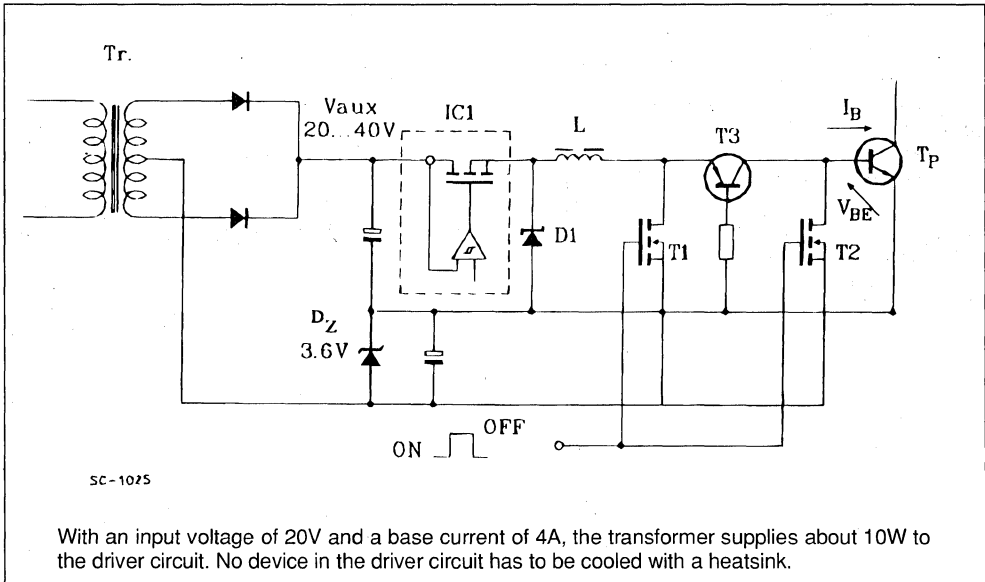 Tr.
Vaux
20...40V
IC1
L
T3
I_B
T_P
V_BE
D1
T1
T2
D_Z
3.6V
ON
OFF
SC-1025
With an input voltage of 20V and a base current of 4A, the transformer supplies about 10W to
the driver circuit. No device in the driver circuit has to be cooled with a heatsink.